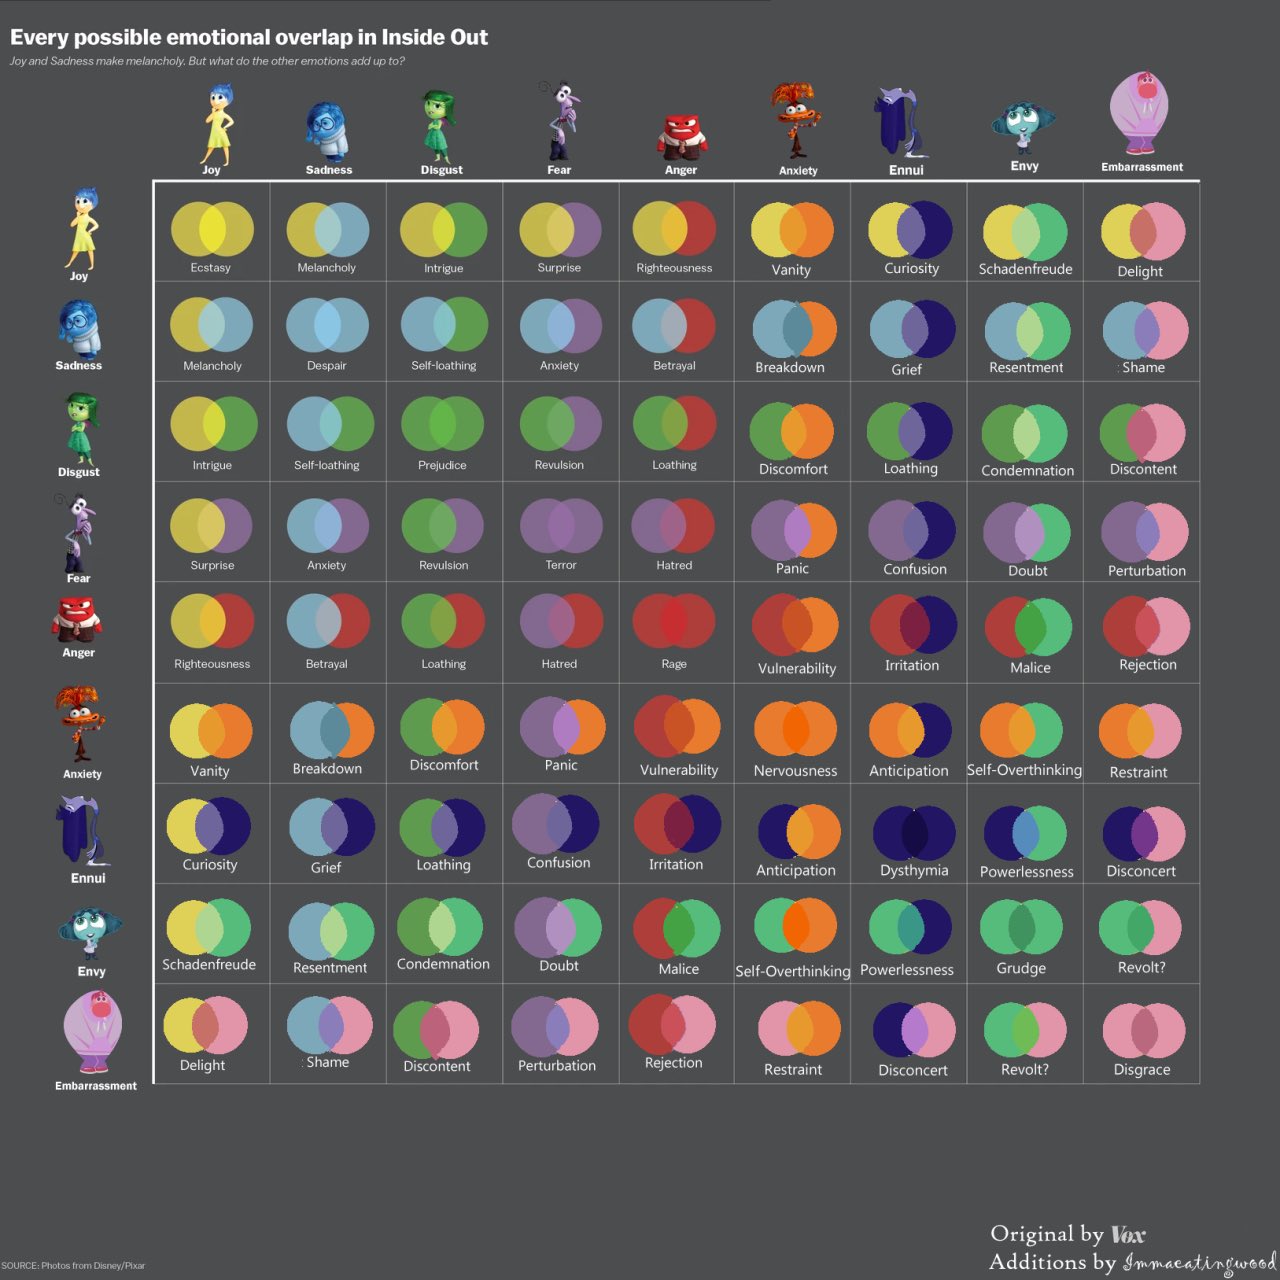 Every possible emotional overlap in Inside Out
Joy and Sadness make melancholy. But what do the other emotions add up to?
Joy Sadness Disgust Fear Anger Anxiety Ennui Envy Embarrassment
Joy
Ecstasy Melancholy Intrigue Surprise Righteousness Vanity Curiosity Schadenfreude Delight
Sadness
Melancholy Despair Self-loathing Anxiety Betrayal Breakdown Grief Resentment : Shame
Disgust
Intrigue Self-loathing Prejudice Revulsion Loathing Discomfort Loathing Condemnation Discontent
Fear
Surprise Anxiety Revulsion Terror Hatred Panic Confusion Doubt Perturbation
Anger
Righteousness Betrayal Loathing Hatred Rage Vulnerability Irritation Malice Rejection
Anxiety
Vanity Breakdown Discomfort Panic Vulnerability Nervousness Anticipation Self-Overthinking Restraint
Ennui
Curiosity Grief Loathing Confusion Irritation Anticipation Dysthymia Powerlessness Disconcert
Envy
Schadenfreude Resentment Condemnation Doubt Malice Self-Overthinking Powerlessness Grudge Revolt?
Embarrassment
Delight : Shame Discontent Perturbation Rejection Restraint Disconcert Revolt? Disgrace
Original by Vox
Additions by Immaeatingwood
SOURCE: Photos from Disney/Pixar